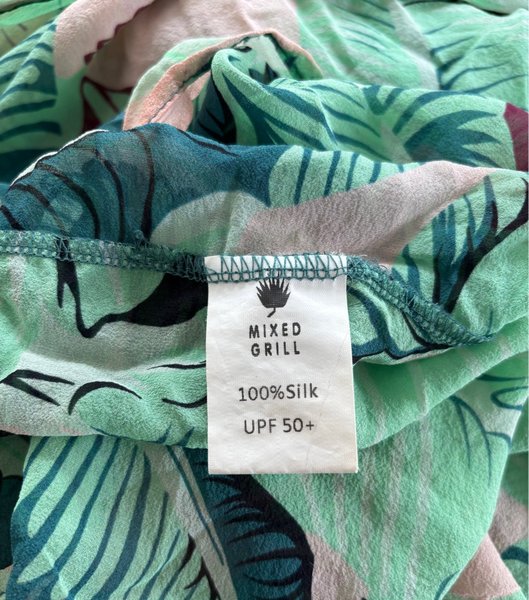 MIXED
GRILL
100%Silk
UPF 50+